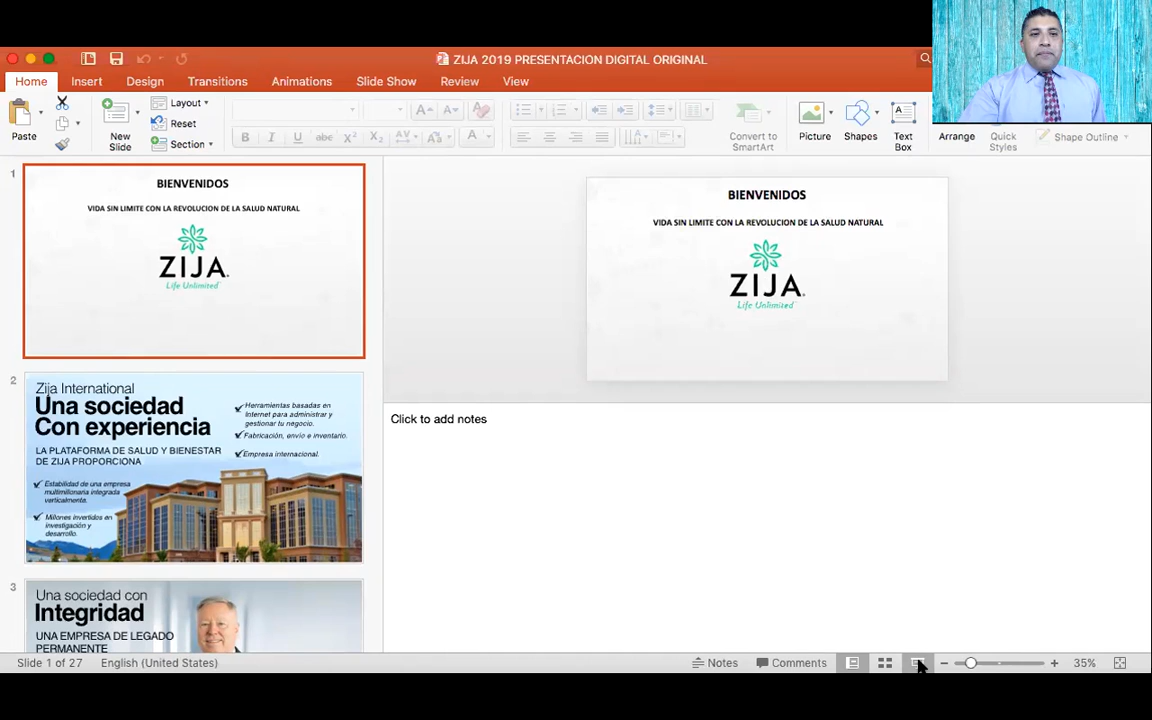 ZIJA 2019 PRESENTACION DIGITAL ORIGINAL
Home Insert Design Transitions Animations Slide Show Review View
Paste
New Slide
Layout
Reset
Section
B I U abc X² X₂ AV Aa A
Convert to SmartArt
Picture
Shapes
Text Box
Arrange
Quick Styles
Shape Outline
1
BIENVENIDOS
VIDA SIN LIMITE CON LA REVOLUCION DE LA SALUD NATURAL
ZIJA
Life Unlimited
2
Zija International
Una sociedad
Con experiencia
LA PLATAFORMA DE SALUD Y BIENESTAR
DE ZIJA PROPORCIONA
Estabilidad de una empresa
multimillonaria integrada
verticalmente.
Millones invertidos en
investigación y
desarrollo.
Herramientas basadas en
Internet para administrar y
gestionar tu negocio.
Fabricación, envío e inventario.
Empresa internacional.
3
Una sociedad con
Integridad
UNA EMPRESA DE LEGADO
PERMANENTE
BIENVENIDOS
VIDA SIN LIMITE CON LA REVOLUCION DE LA SALUD NATURAL
ZIJA
Life Unlimited
Click to add notes
Slide 1 of 27 English (United States) Notes Comments 35%